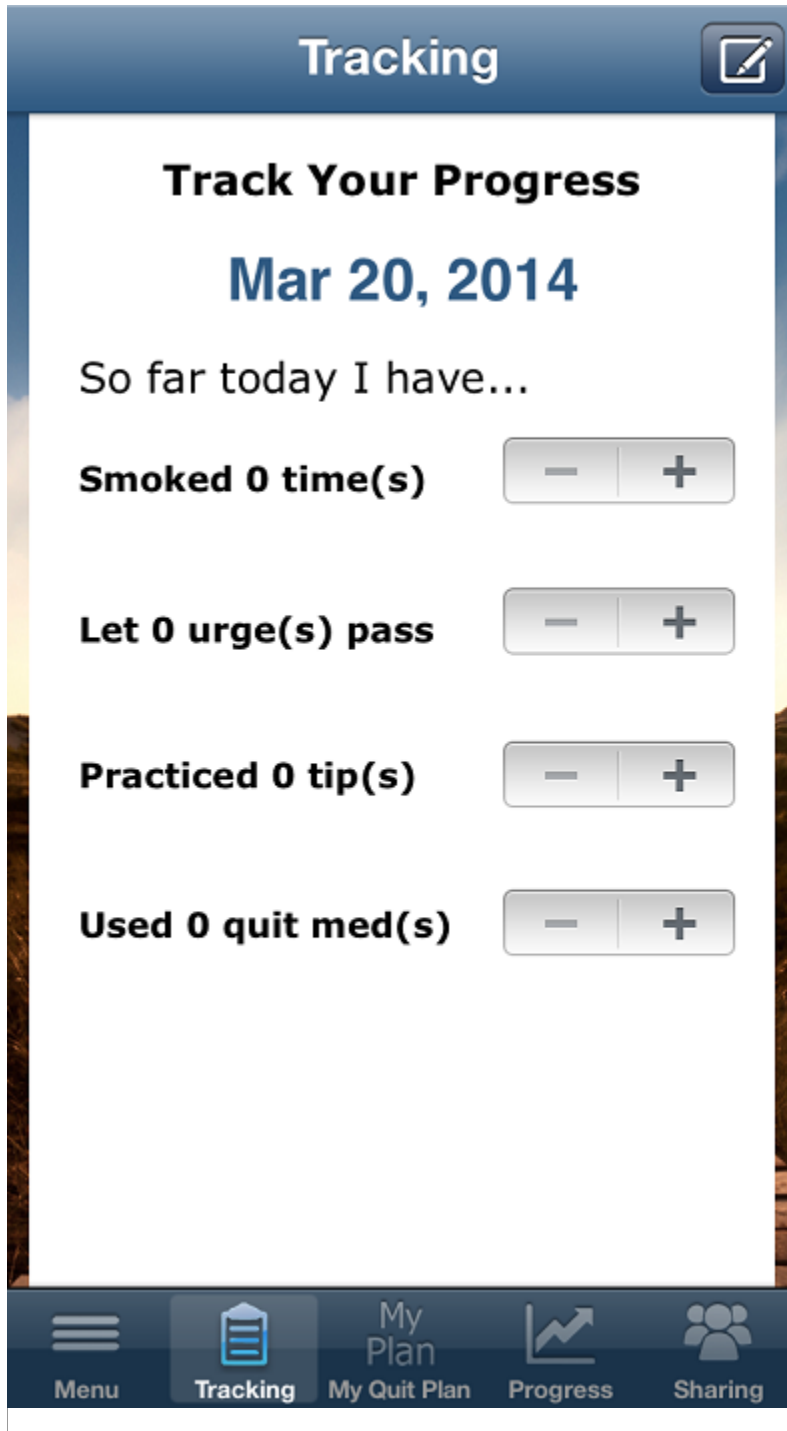 Tracking
Track Your Progress
Mar 20, 2014
So far today I have...
Smoked 0 time(s)
Let 0 urge(s) pass
Practiced 0 tip(s)
Used 0 quit med(s)
My
Plan
Menu Tracking My Quit Plan Progress Sharing